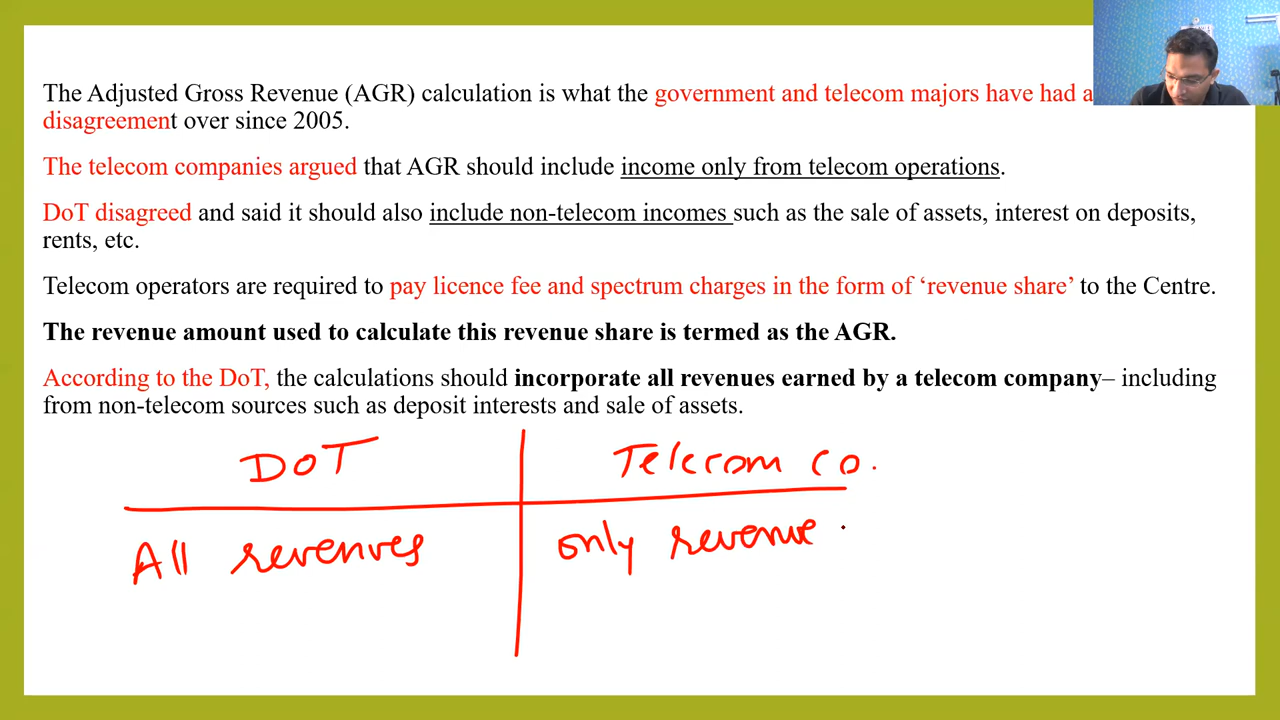 The Adjusted Gross Revenue (AGR) calculation is what the government and telecom majors have had a
disagreement over since 2005.
The telecom companies argued that AGR should include income only from telecom operations.
DoT disagreed and said it should also include non-telecom incomes such as the sale of assets, interest on deposits,
rents, etc.
Telecom operators are required to pay licence fee and spectrum charges in the form of ‘revenue share’ to the Centre.
The revenue amount used to calculate this revenue share is termed as the AGR.
According to the DoT, the calculations should incorporate all revenues earned by a telecom company– including
from non-telecom sources such as deposit interests and sale of assets.
DoT Telecom co.
All revenues only revenue